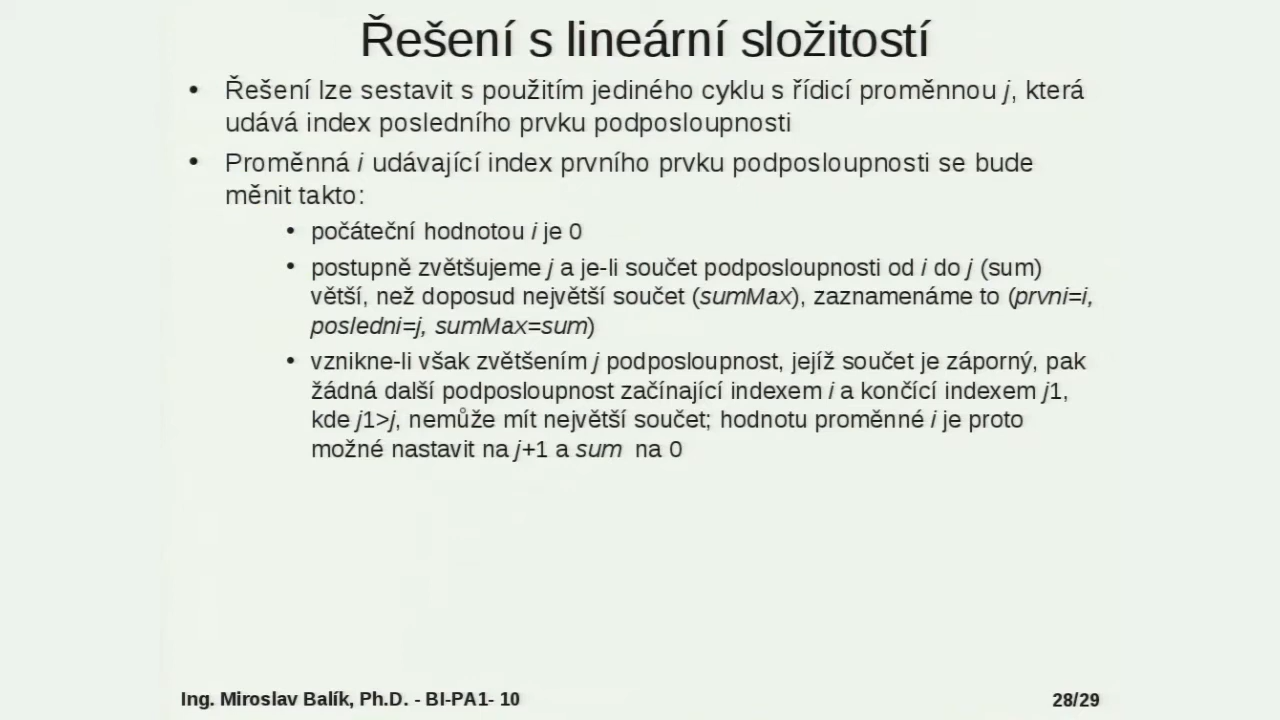 Řešení s lineární složitostí
• Řešení lze sestavit s použitím jediného cyklu s řídicí proměnnou j, která
udává index posledního prvku podposloupnosti
• Proměnná i udávající index prvního prvku podposloupnosti se bude
měnit takto:
• počáteční hodnotou i je 0
• postupně zvětšujeme j a je-li součet podposloupnosti od i do j (sum)
větší, než doposud největší součet (sumMax), zaznamenáme to (prvni=i,
posledni=j, sumMax=sum)
• vznikne-li však zvětšením j podposloupnost, jejíž součet je záporný, pak
žádná další podposloupnost začínající indexem i a končící indexem j1,
kde j1>j, nemůže mít největší součet; hodnotu proměnné i je proto
možné nastavit na j+1 a sum na 0
Ing. Miroslav Balík, Ph.D. - BI-PA1- 10
28/29